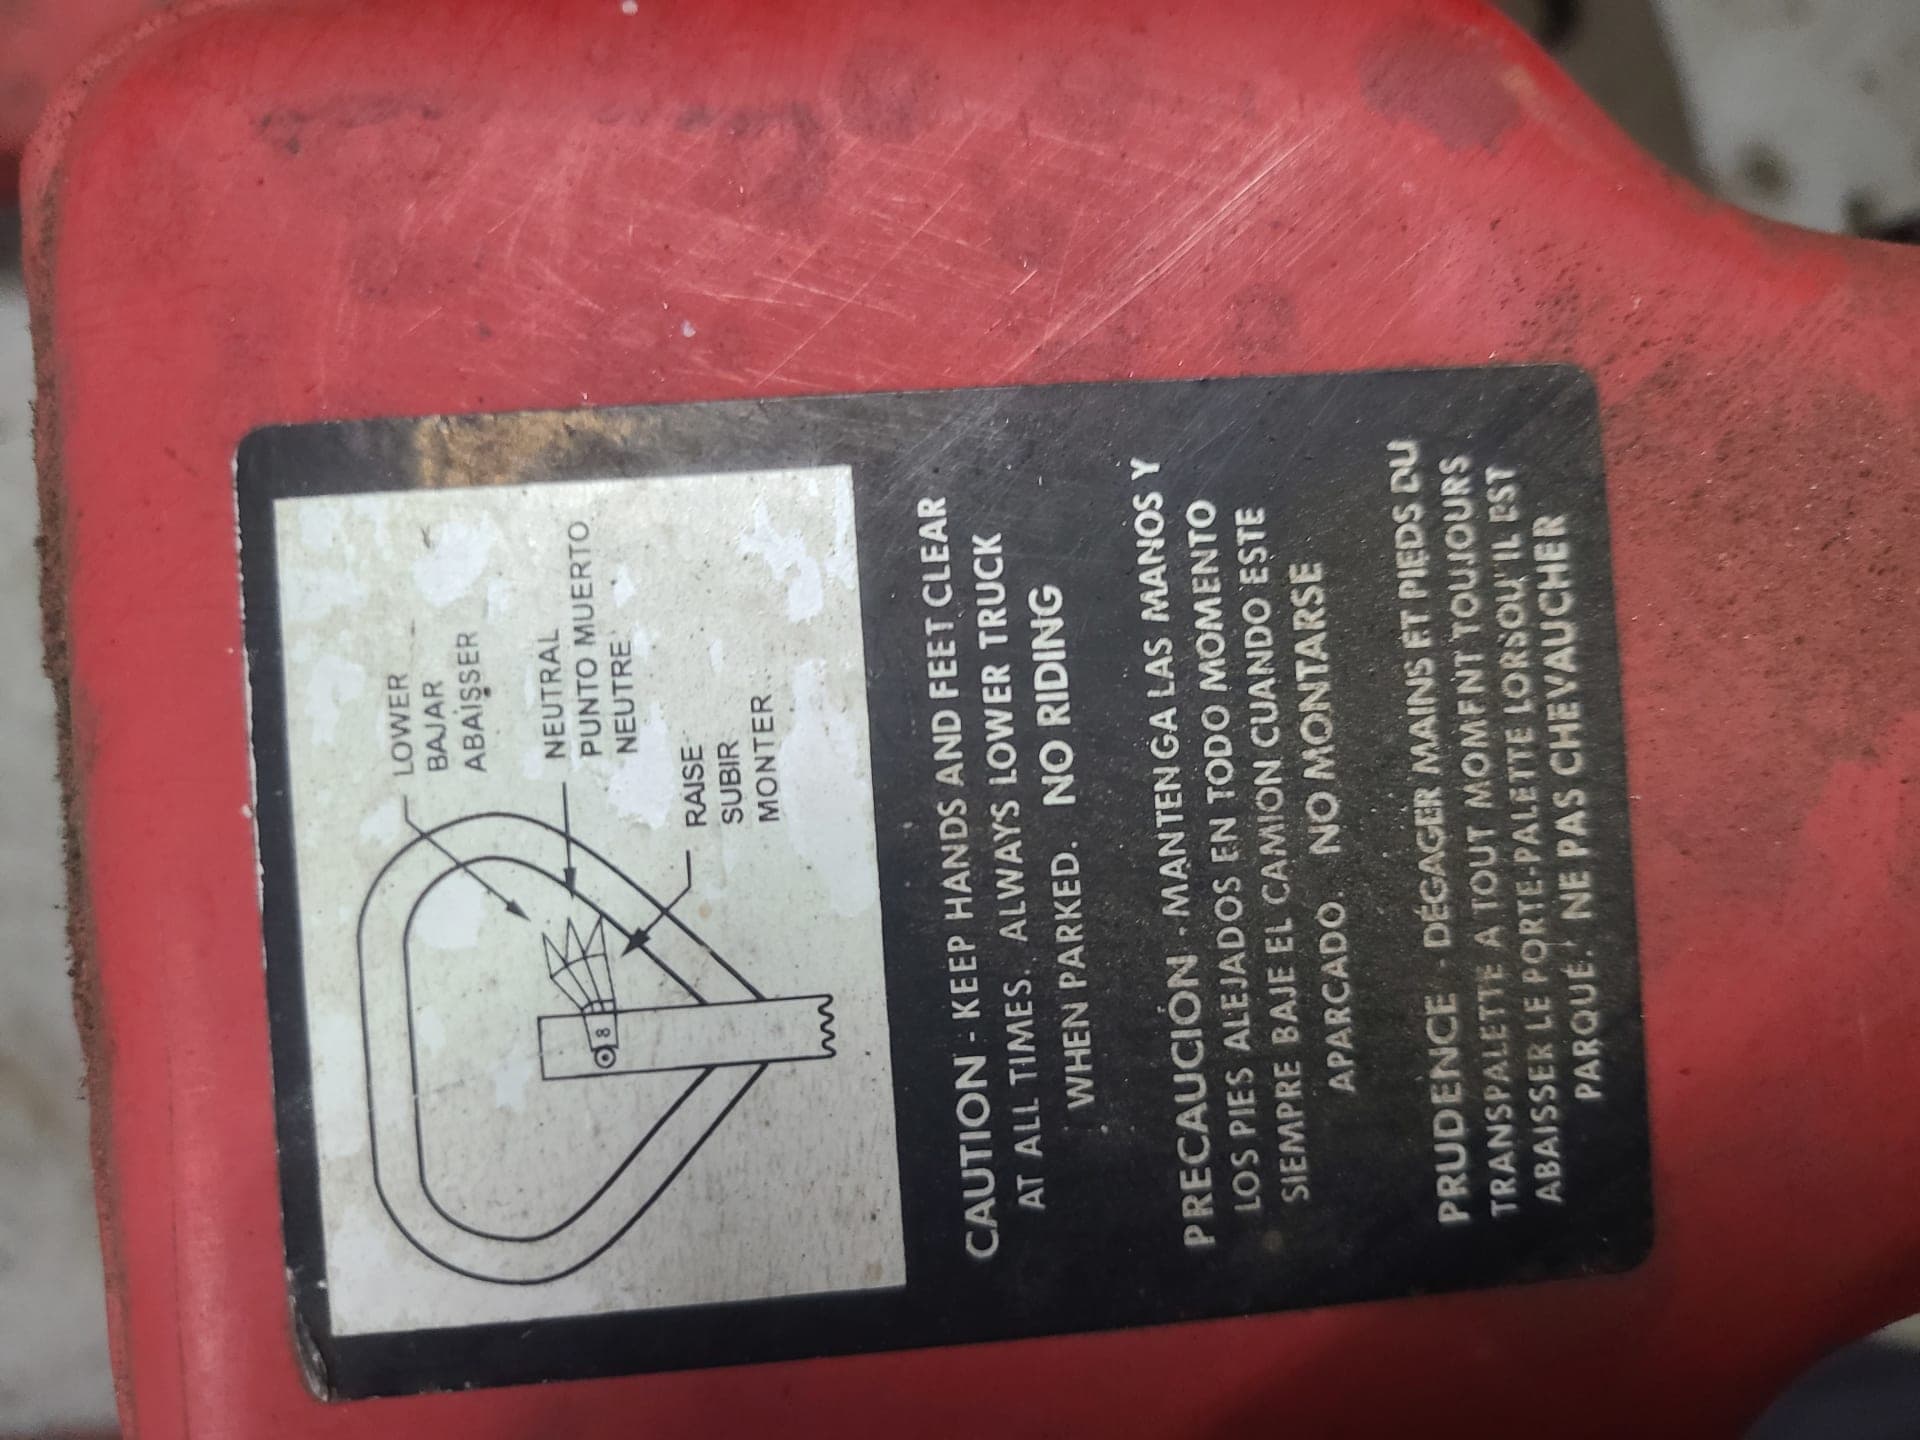 LOWER
BAJAR
ABAISSER
NEUTRAL
PUNTO MUERTO
NEUTRE
RAISE
SUBIR
MONTER
8
CAUTION - KEEP HANDS AND FEET CLEAR
AT ALL TIMES. ALWAYS LOWER TRUCK
WHEN PARKED. NO RIDING
PRECAUCIÓN - MANTENGA LAS MANOS Y
LOS PIES ALEJADOS EN TODO MOMENTO
SIEMPRE BAJE EL CAMION CUANDO ESTE
APARCADO. NO MONTARSE
PRUDENCE - DÉGAGER MAINS ET PIEDS DU
TRANSPALETTE A TOUT MOMENT TOUJOURS
ABAISSER LE PORTE-PALETTE LORSQU'IL EST
PARQUÉ. NE PAS CHEVAUCHER